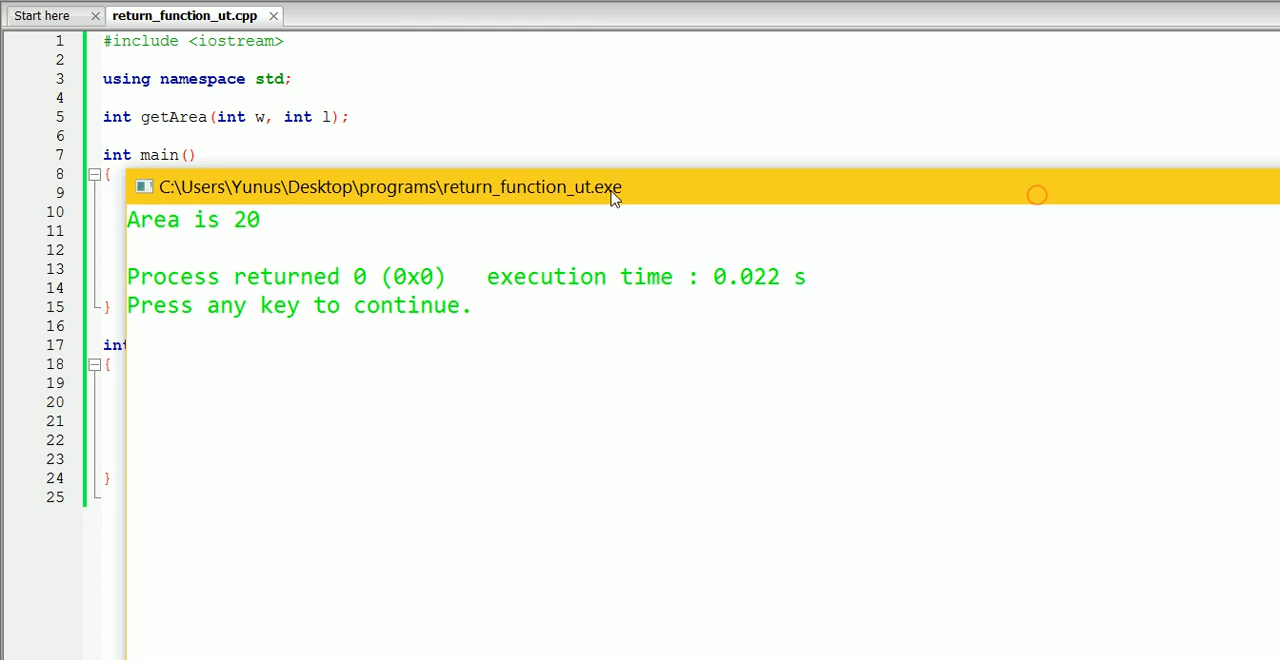 Start here
return_function_ut.cpp
1 #include <iostream>
2
3 using namespace std;
4
5 int getArea(int w, int l);
6
7 int main()
8 {
9
10
11
12
13
14
15 }
16
17 int
18 {
19
20
21
22
23
24 }
25
C:\Users\Yunus\Desktop\programs\return_function_ut.exe
Area is 20
Process returned 0 (0x0) execution time : 0.022 s
Press any key to continue.